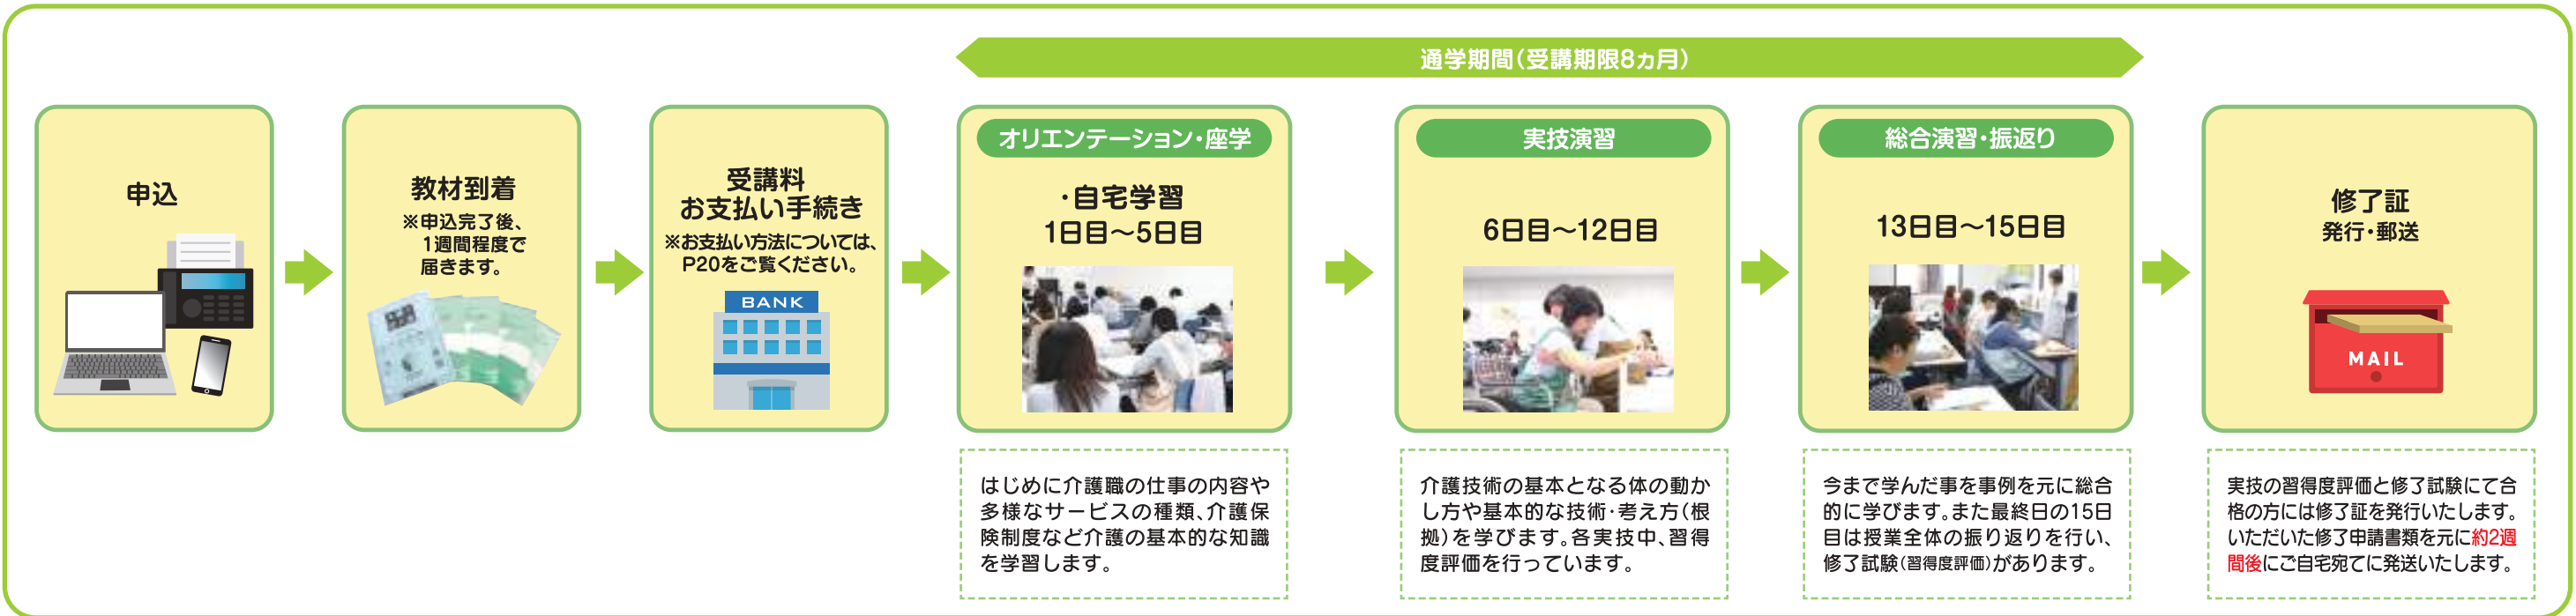 通学期間(受講期限8ヵ月)
申込
教材到着
※申込完了後、
1週間程度で
届きます。
受講料
お支払い手続き
※お支払い方法については、
P20をご覧ください。
BANK
オリエンテーション・座学
・自宅学習
1日目〜5日目
はじめに介護職の仕事の内容や
多様なサービスの種類、介護保
険制度など介護の基本的な知識
を学習します。
実技演習
6日目〜12日目
介護技術の基本となる体の動か
し方や基本的な技術・考え方(根
拠)を学びます。各実技中、習得
度評価を行っています。
総合演習・振返り
13日目〜15日目
今まで学んだ事を事例を元に総合
的に学びます。また最終日の15日
目は授業全体の振り返りを行い、
修了試験(習得度評価)があります。
修了証
発行・郵送
MAIL
実技の習得度評価と修了試験にて合
格の方には修了証を発行いたします。
いただいた修了申請書類を元に約2週
間後にご自宅宛てに発送いたします。